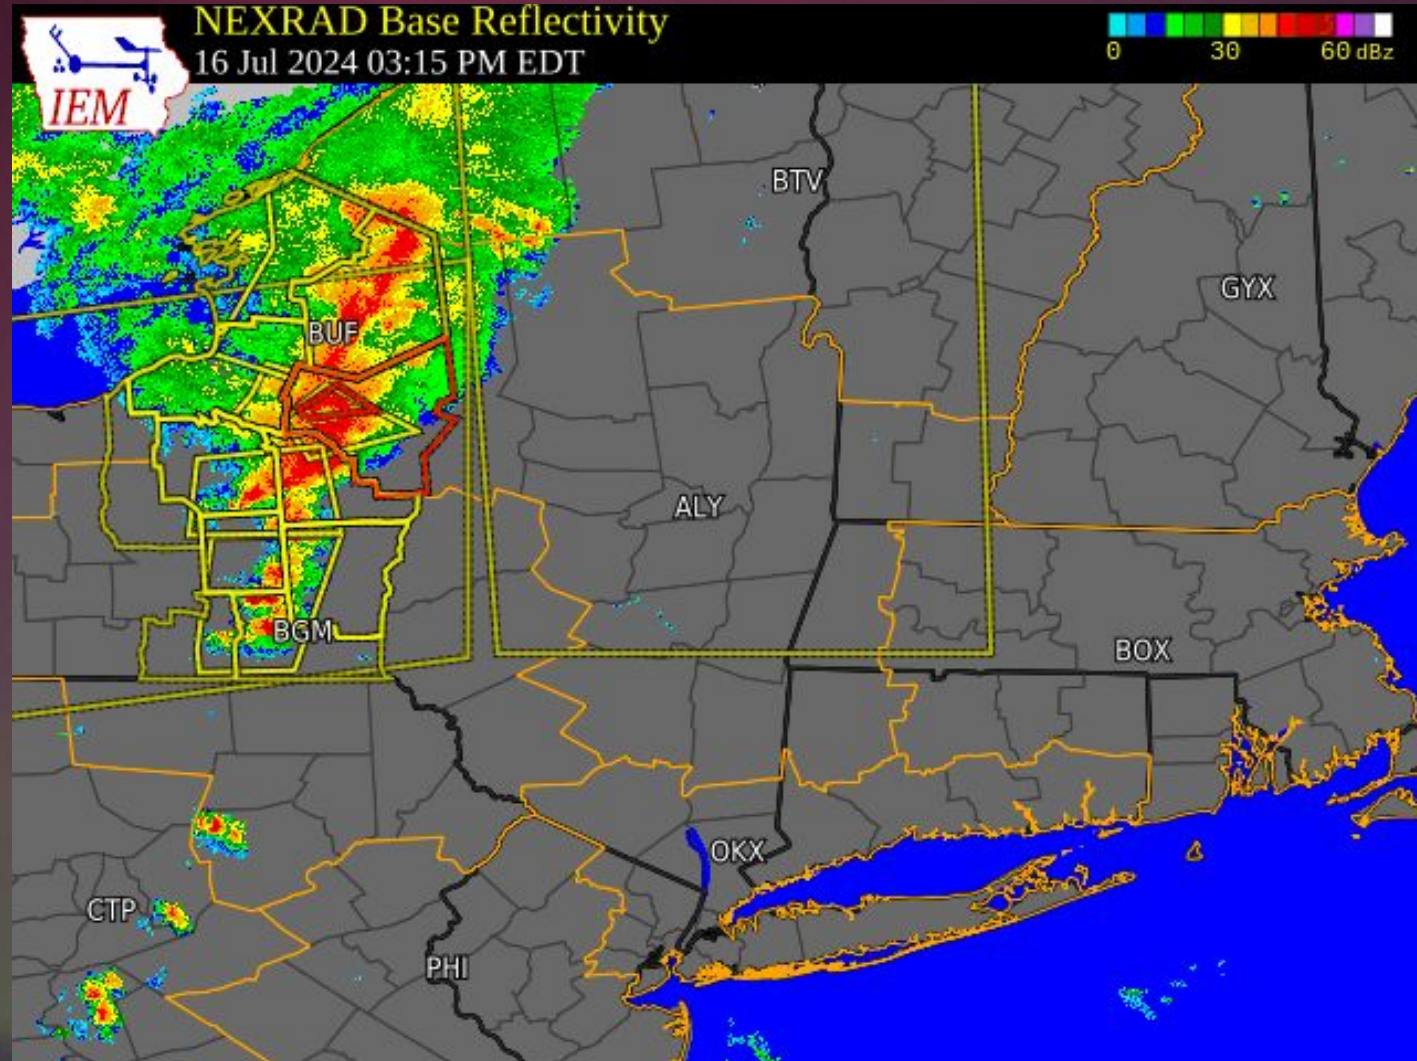 NEXRAD Base Reflectivity
16 Jul 2024 03:15 PM EDT
IEM
0 30 60 dBz
BTV
GYX
BUF
ALY
BGM
BOX
OKX
CTP
PHI